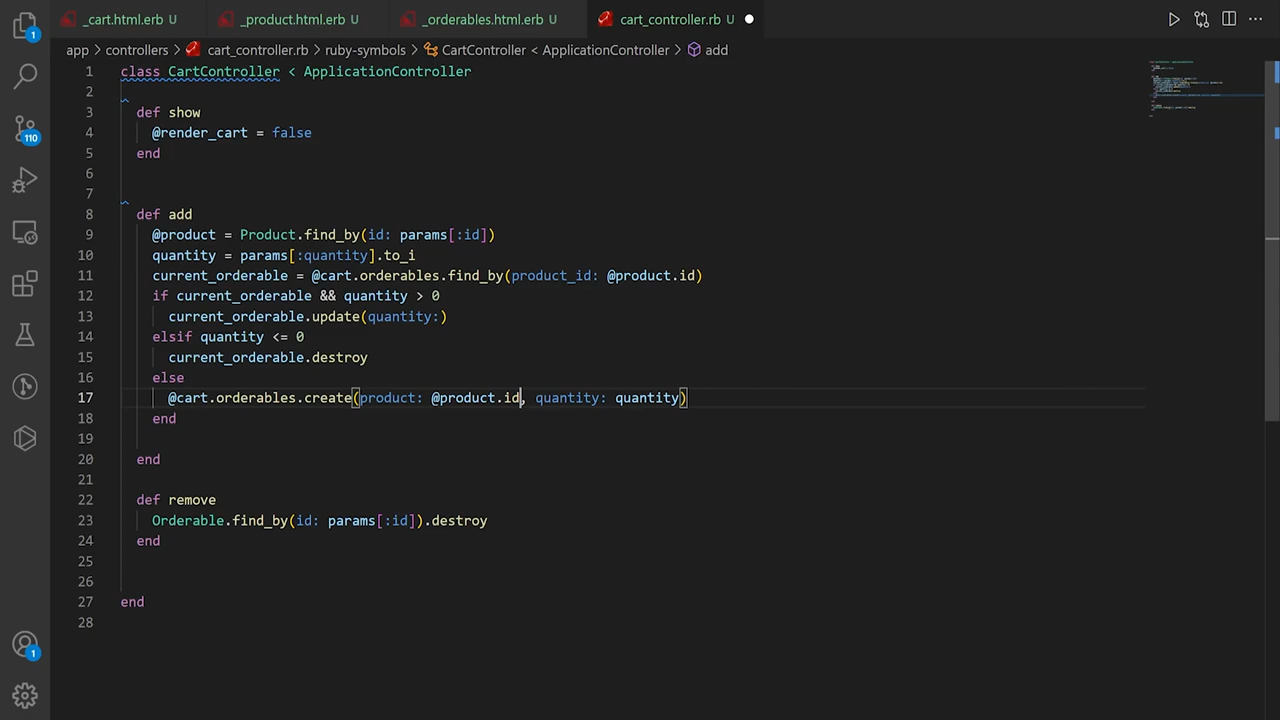 _cart.html.erb U
_product.html.erb U
_orderables.html.erb U
cart_controller.rb U
app > controllers > cart_controller.rb > ruby-symbols > CartController < ApplicationController > add
1 class CartController < ApplicationController
2
3 def show
4 @render_cart = false
5 end
6
7
8 def add
9 @product = Product.find_by(id: params[:id])
10 quantity = params[:quantity].to_i
11 current_orderable = @cart.orderables.find_by(product_id: @product.id)
12 if current_orderable && quantity > 0
13 current_orderable.update(quantity:)
14 elsif quantity <= 0
15 current_orderable.destroy
16 else
17 @cart.orderables.create(product: @product.id, quantity: quantity)
18 end
19
20 end
21
22 def remove
23 Orderable.find_by(id: params[:id]).destroy
24 end
25
26
27 end
28
1
110
1